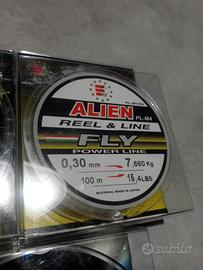 ALIEN
PL-M4
REEL & LINE
FLY
POWER LINE
0,30 mm 7,660 KG
100 m 15,4LBS
MATERIAL MADE IN JAPAN
subito